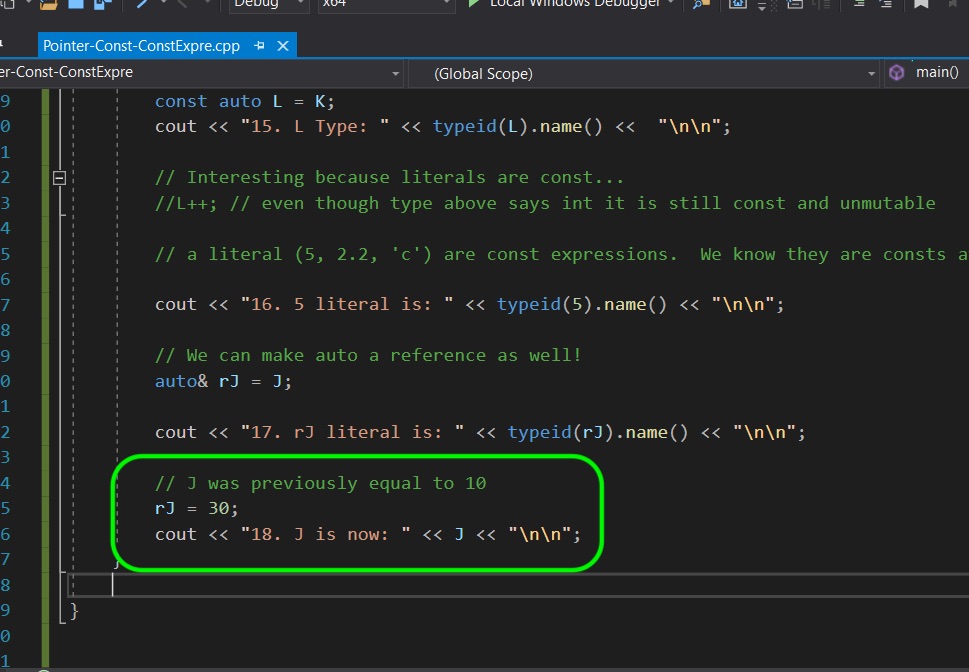 Debug x64 Local Windows Debugger
Pointer-Const-ConstExpre.cpp
er-Const-ConstExpre (Global Scope) main()
9 const auto L = K;
0 cout << "15. L Type: " << typeid(L).name() << "\n\n";
1
2 // Interesting because literals are const...
3 //L++; // even though type above says int it is still const and unmutable
4
5 // a literal (5, 2.2, 'c') are const expressions. We know they are consts a
6
7 cout << "16. 5 literal is: " << typeid(5).name() << "\n\n";
8
9 // We can make auto a reference as well!
0 auto& rJ = J;
1
2 cout << "17. rJ literal is: " << typeid(rJ).name() << "\n\n";
3
4 // J was previously equal to 10
5 rJ = 30;
6 cout << "18. J is now: " << J << "\n\n";
7 }
8
9 }
0
1